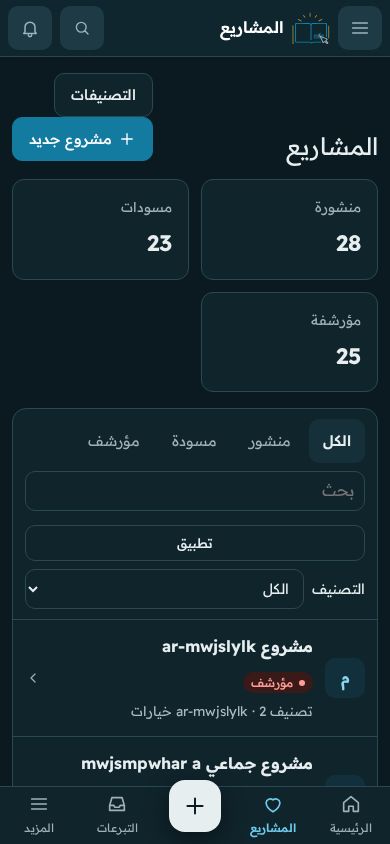 المشاريع
التصنيفات
المشاريع
+ مشروع جديد
منشورة
28
مسودات
23
مؤرشفة
25
الكل
منشور
مسودة
مؤرشف
بحث
تطبيق
التصنيف
الكل
مشروع ar-mwjslylk
م
مؤرشف
تصنيف ar-mwjslylk · 2 خيارات
مشروع جماعي mwjsmpwhar a
الرئيسية
المشاريع
+
التبرعات
المزيد